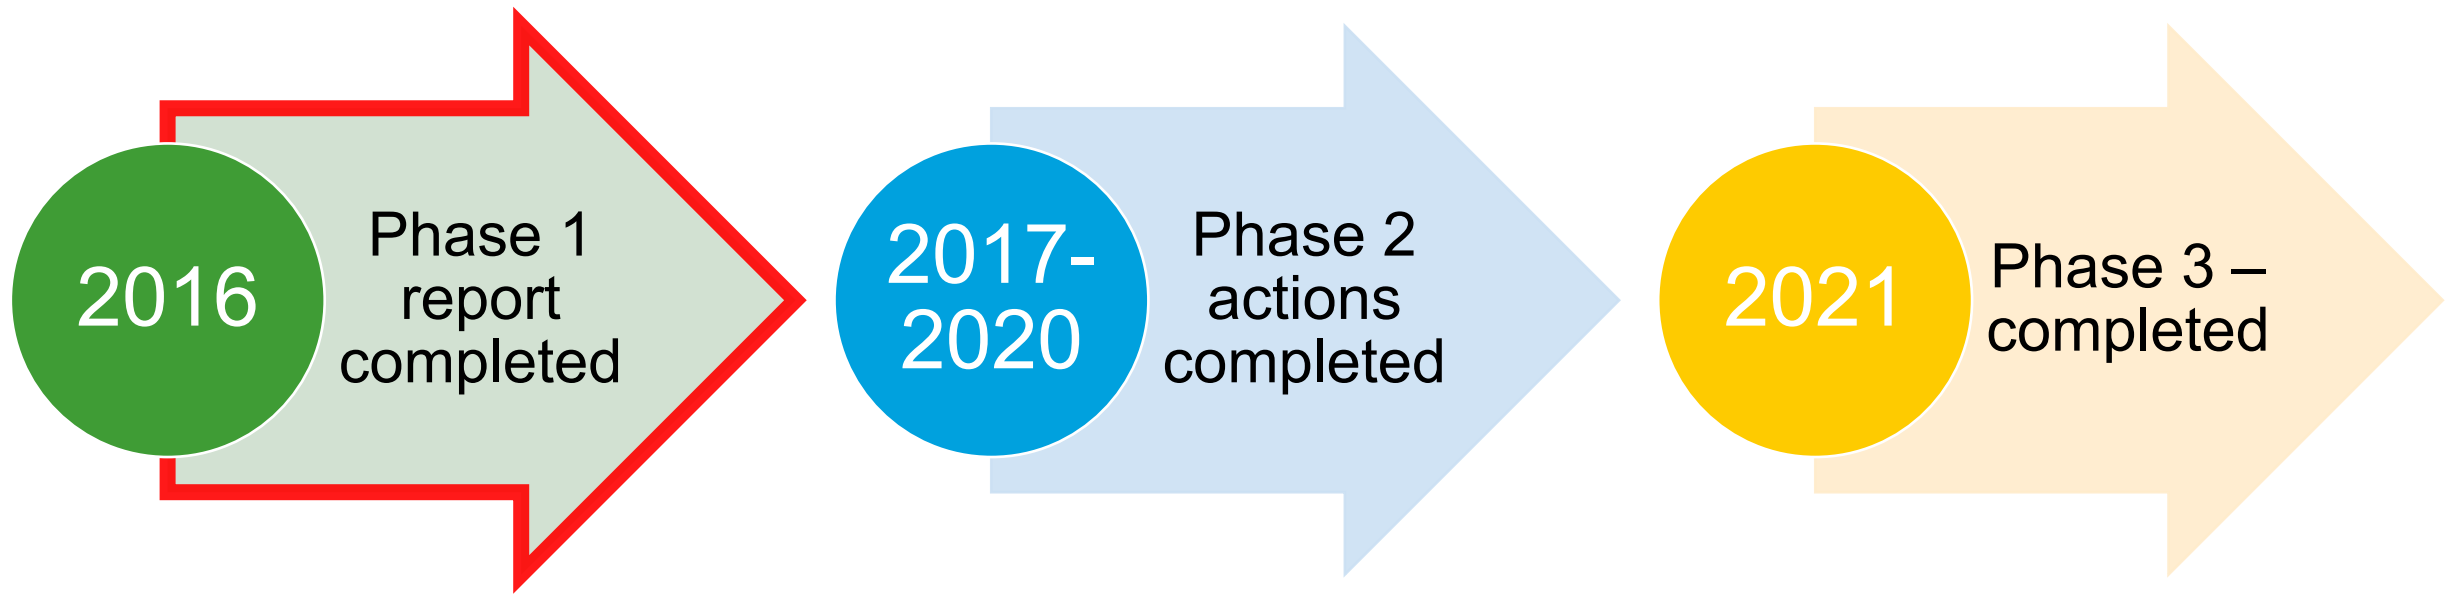 2016
Phase 1
report
completed
2017-
2020
Phase 2
actions
completed
2021
Phase 3 –
completed